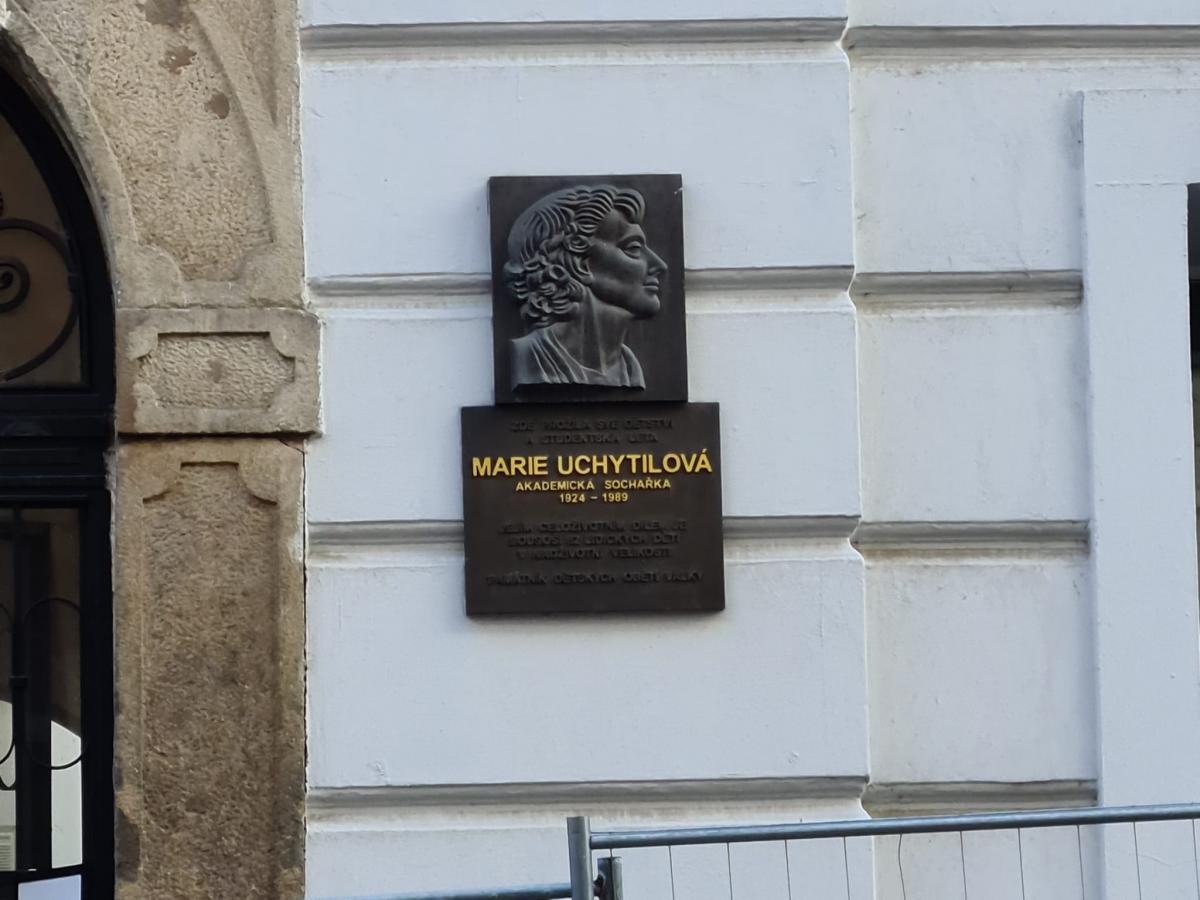 ZDE PROŽILA SVÉ DĚTSTVÍ
A STUDENTSKÁ LÉTA
MARIE UCHYTILOVÁ
AKADEMICKÁ SOCHAŘKA
1924 – 1989
JEJÍM CELOŽIVOTNÍM DÍLEM JE
SOUSOŠÍ 82 LIDICKÝCH DĚTÍ
V NADŽIVOTNÍ VELIKOSTI
PAMÁTNÍK DĚTSKÝCH OBĚTÍ VÁLKY